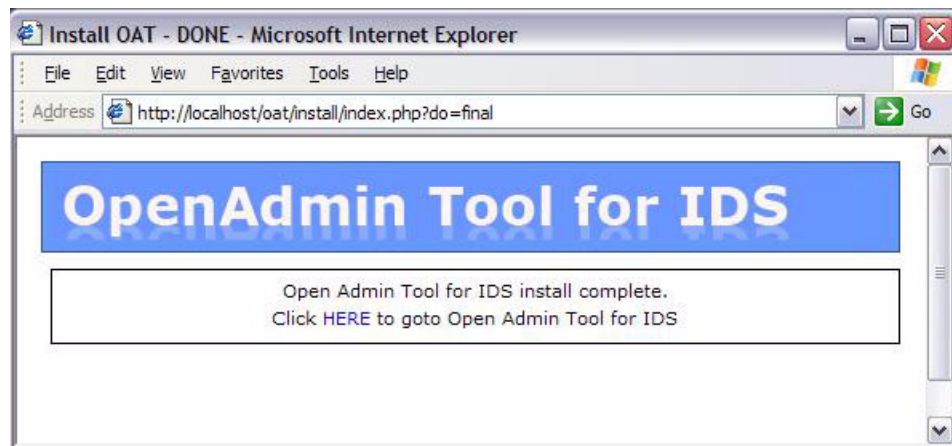 Install OAT - DONE - Microsoft Internet Explorer
File Edit View Favorites Tools Help
Address http://localhost/oat/install/index.php?do=final Go
OpenAdmin Tool for IDS
Open Admin Tool for IDS install complete.
Click HERE to goto Open Admin Tool for IDS